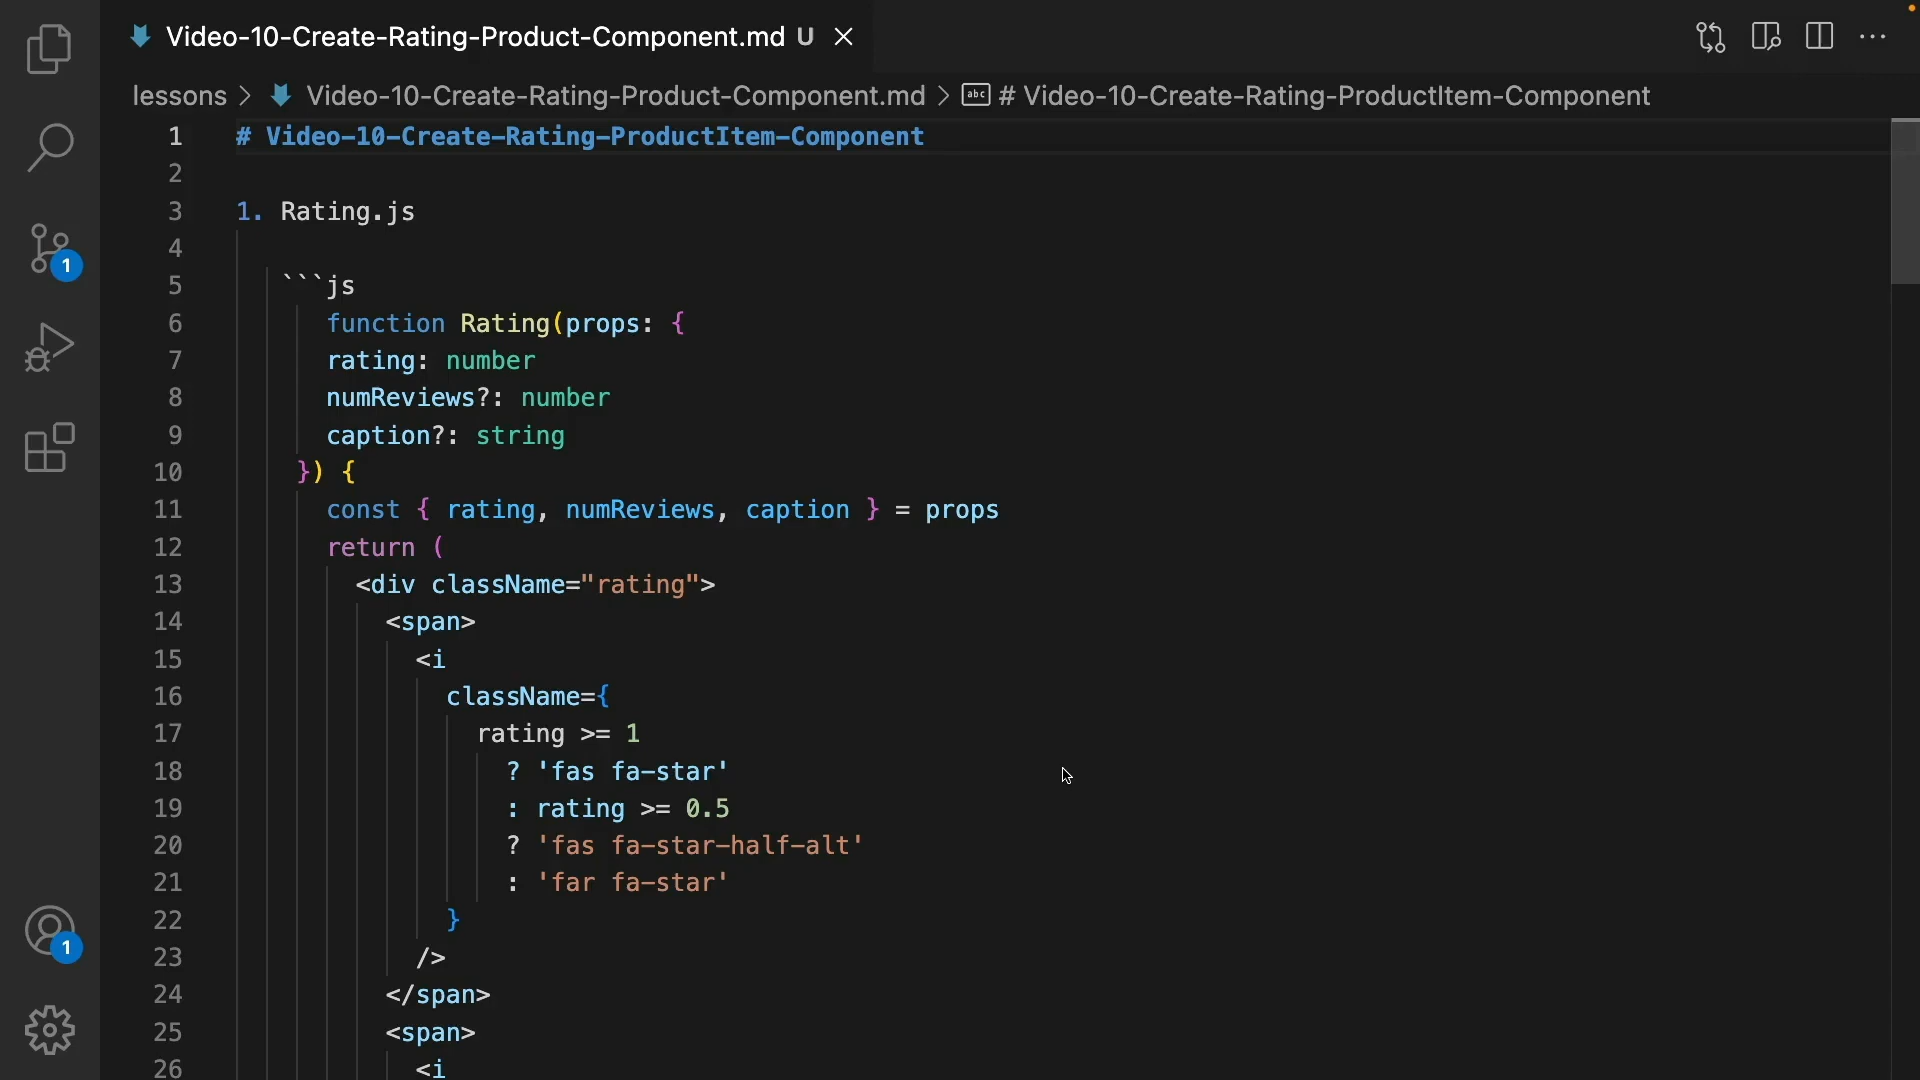 Video-10-Create-Rating-Product-Component.md U
lessons > Video-10-Create-Rating-Product-Component.md > abc # Video-10-Create-Rating-ProductItem-Component
1 # Video-10-Create-Rating-ProductItem-Component
2
3 1. Rating.js
4
5 ```js
6 function Rating(props: {
7 rating: number
8 numReviews?: number
9 caption?: string
10 }) {
11 const { rating, numReviews, caption } = props
12 return (
13 <div className="rating">
14 <span>
15 <i
16 className={
17 rating >= 1
18 ? 'fas fa-star'
19 : rating >= 0.5
20 ? 'fas fa-star-half-alt'
21 : 'far fa-star'
22 }
23 />
24 </span>
25 <span>
26 <i
1
1